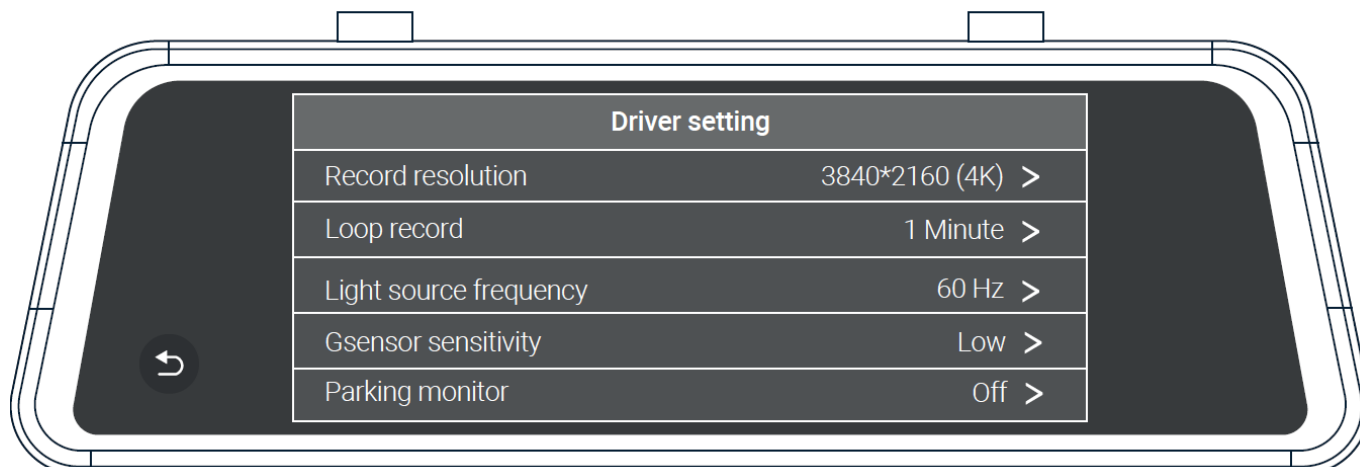 Driver setting
Record resolution 3840*2160 (4K) >
Loop record 1 Minute >
Light source frequency 60 Hz >
Gsensor sensitivity Low >
Parking monitor Off >